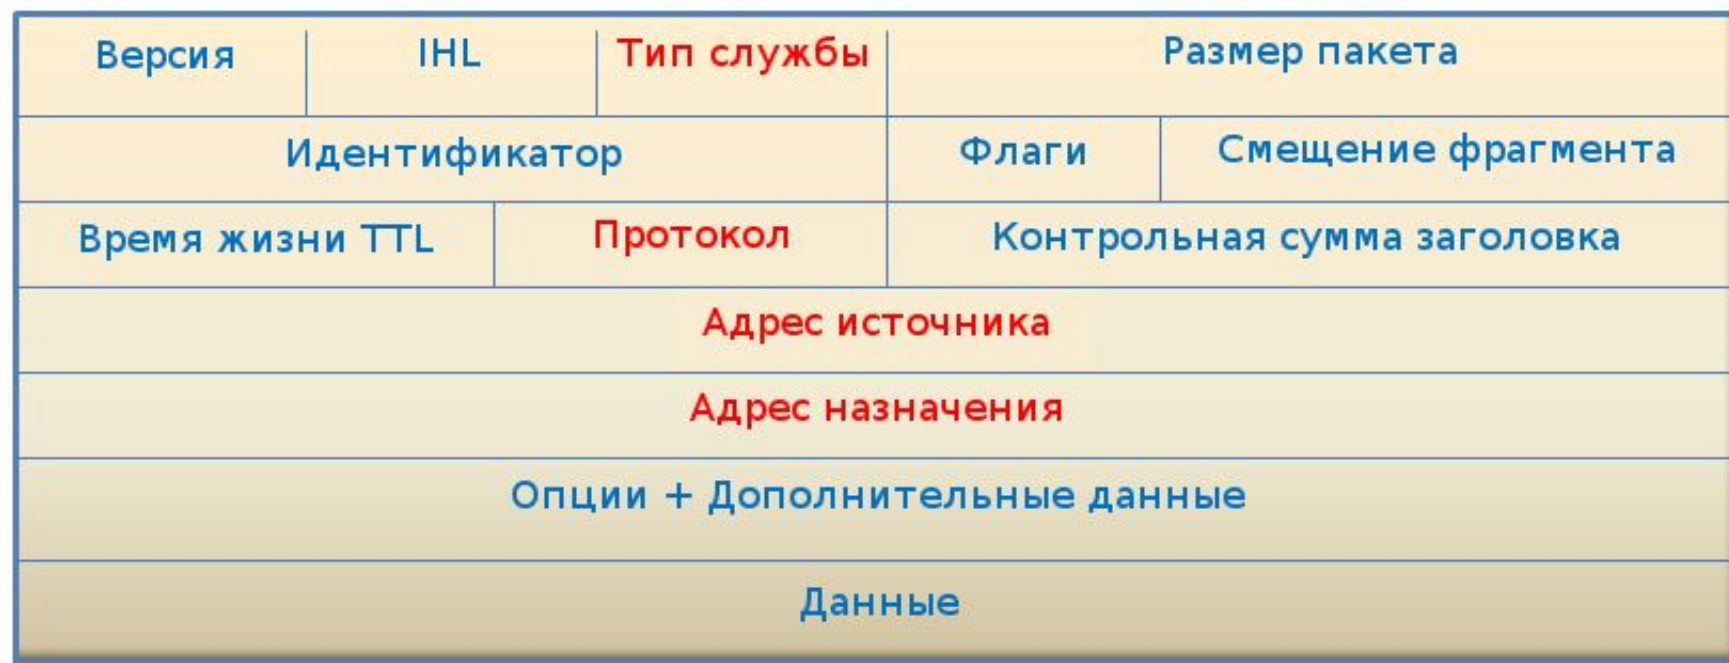 Версия
IHL
Тип службы
Размер пакета
Идентификатор
Флаги
Смещение фрагмента
Время жизни TTL
Протокол
Контрольная сумма заголовка
Адрес источника
Адрес назначения
Опции + Дополнительные данные
Данные